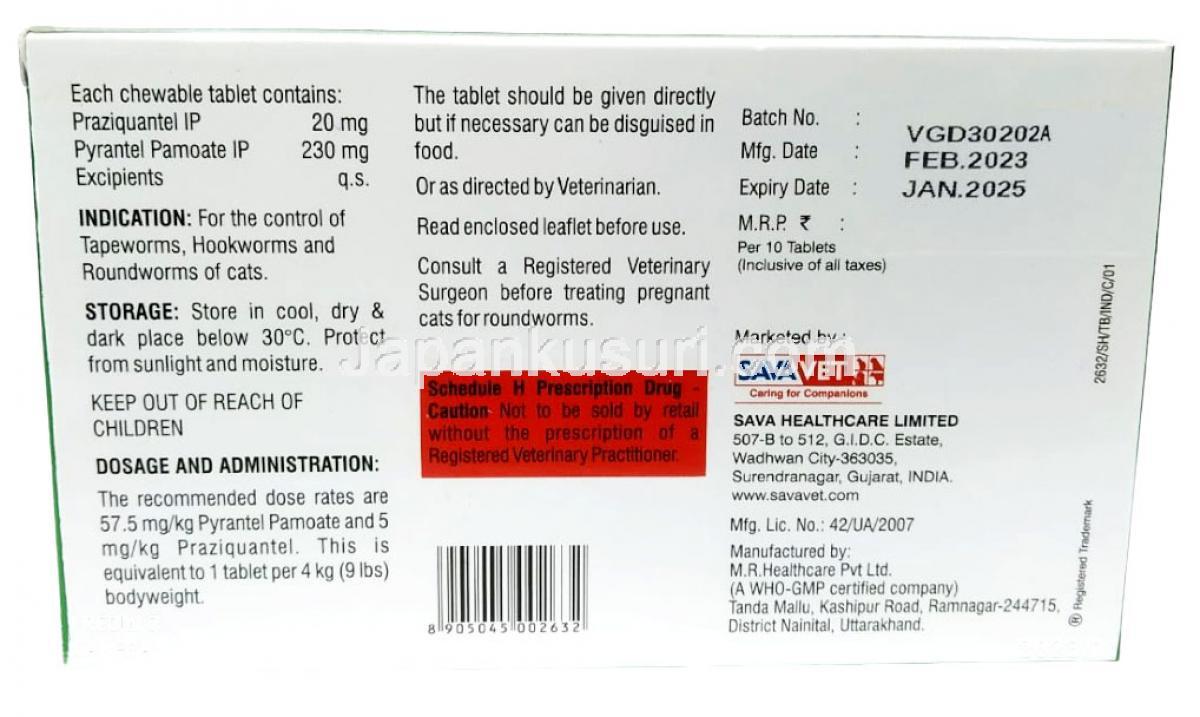 Each chewable tablet contains:
Praziquantel IP 20 mg
Pyrantel Pamoate IP 230 mg
Excipients q.s.
INDICATION: For the control of
Tapeworms, Hookworms and
Roundworms of cats.
STORAGE: Store in cool, dry &
dark place below 30°C. Protect
from sunlight and moisture.
KEEP OUT OF REACH OF
CHILDREN
DOSAGE AND ADMINISTRATION:
The recommended dose rates are
57.5 mg/kg Pyrantel Pamoate and 5
mg/kg Praziquantel. This is
equivalent to 1 tablet per 4 kg (9 lbs)
bodyweight.
The tablet should be given directly
but if necessary can be disguised in
food.
Or as directed by Veterinarian.
Read enclosed leaflet before use.
Consult a Registered Veterinary
Surgeon before treating pregnant
cats for roundworms.
Japankusuri.com
Schedule H Prescription Drug -
Caution Not to be sold by retail
without the prescription of a
Registered Veterinary Practitioner.
8 905045 002632
Batch No. : VGD30202A
Mfg. Date : FEB.2023
Expiry Date : JAN.2025
M.R.P. ₹ :
Per 10 Tablets
(Inclusive of all taxes)
Marketed by :
SAVAVET
Caring for Companions
SAVA HEALTHCARE LIMITED
507-B to 512, G.I.D.C. Estate,
Wadhwan City-363035,
Surendranagar, Gujarat, INDIA.
www.savavet.com
Mfg. Lic. No.: 42/UA/2007
Manufactured by:
M.R.Healthcare Pvt Ltd.
(A WHO-GMP certified company)
Tanda Mallu, Kashipur Road, Ramnagar-244715,
District Nainital, Uttarakhand.
2632/SH/TB/IND/C/01
® Registered Trademark